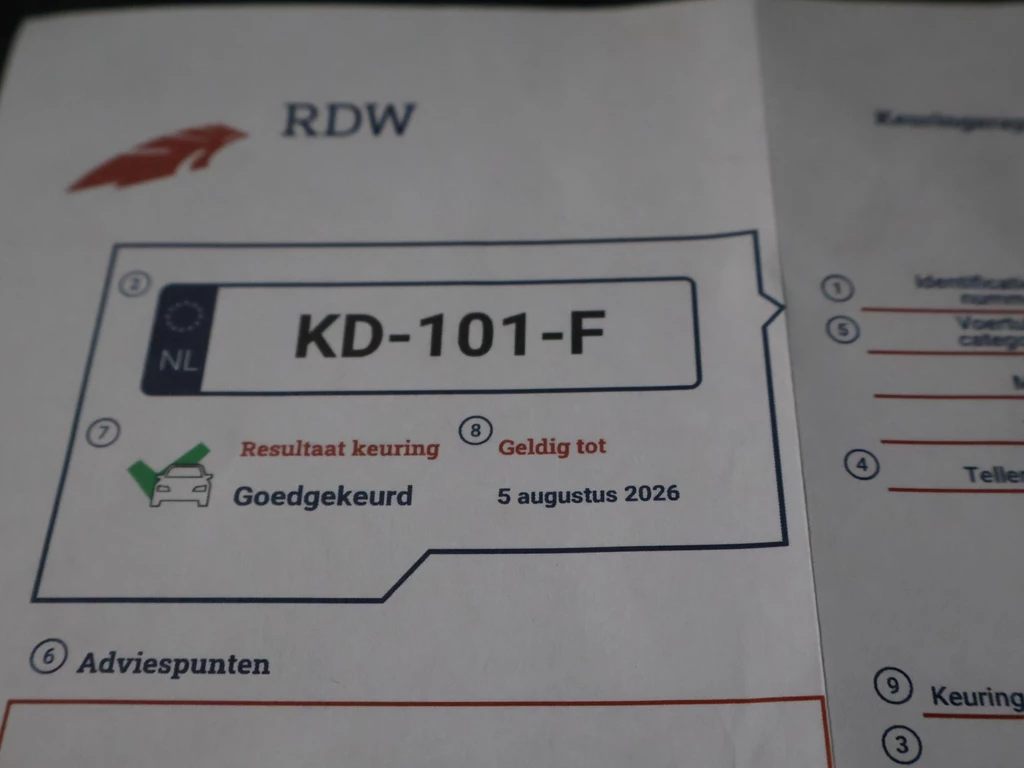 RDW
2
NL
KD-101-F
7
Resultaat keuring
Goedgekeurd
8
Geldig tot
5 augustus 2026
6 Adviespunten
1
5
4
Teller
9 Keuring
3